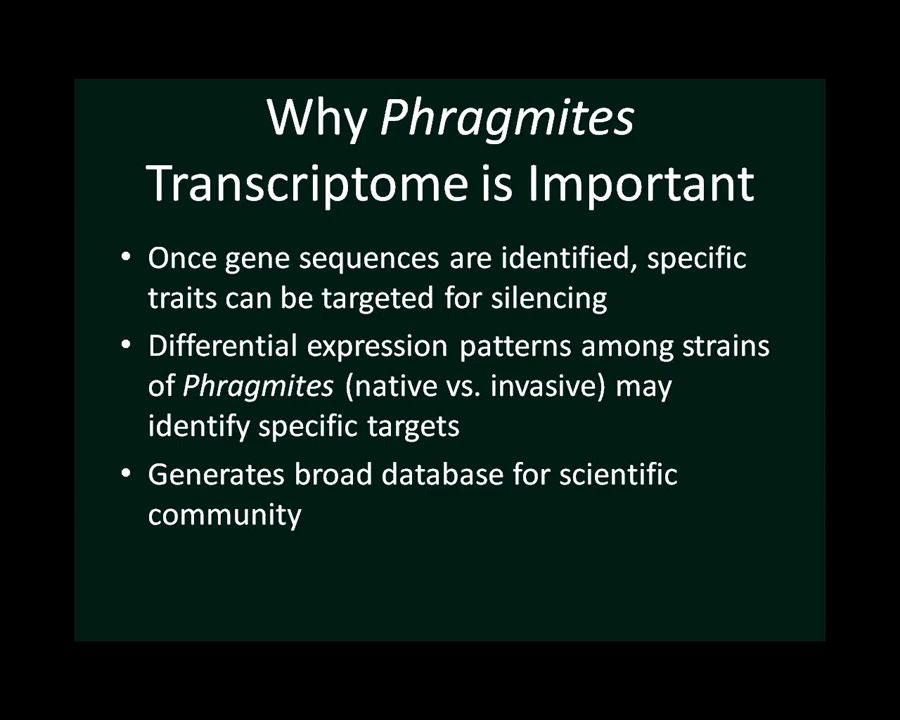 Why Phragmites
Transcriptome is Important
• Once gene sequences are identified, specific
traits can be targeted for silencing
• Differential expression patterns among strains
of Phragmites (native vs. invasive) may
identify specific targets
• Generates broad database for scientific
community